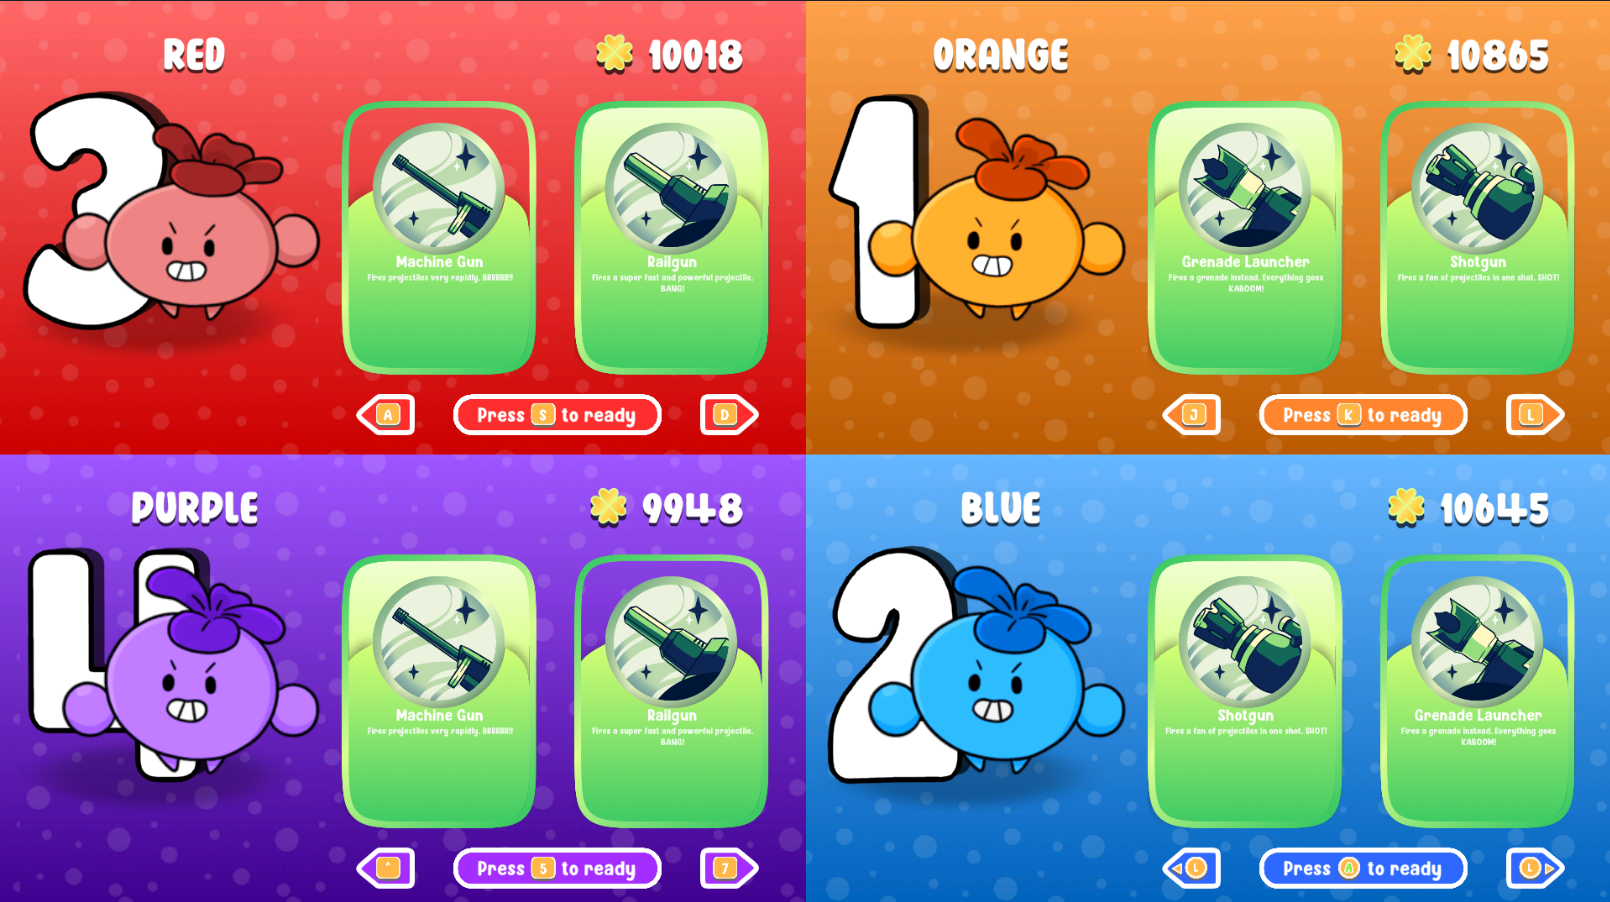 RED
10018
3
Machine Gun
Fires projectiles very rapidly. BRRRRR!!
Railgun
Fires a super fast and powerful projectile.
BANG!
A
Press S to ready
D
ORANGE
10865
1
Grenade Launcher
Fires a grenade instead. Everything goes
KABOOM!
Shotgun
Fires a fan of projectiles in one shot. SHOT!
J
Press K to ready
L
PURPLE
9948
4
Machine Gun
Fires projectiles very rapidly. BRRRRR!!
Railgun
Fires a super fast and powerful projectile.
BANG!
^
Press 5 to ready
7
BLUE
10645
2
Shotgun
Fires a fan of projectiles in one shot. SHOT!
Grenade Launcher
Fires a grenade instead. Everything goes
KABOOM!
L
Press A to ready
L